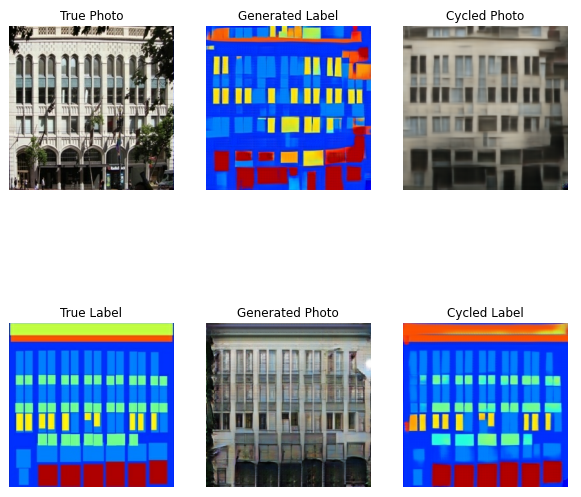 True Photo
Generated Label
Cycled Photo
True Label
Generated Photo
Cycled Label